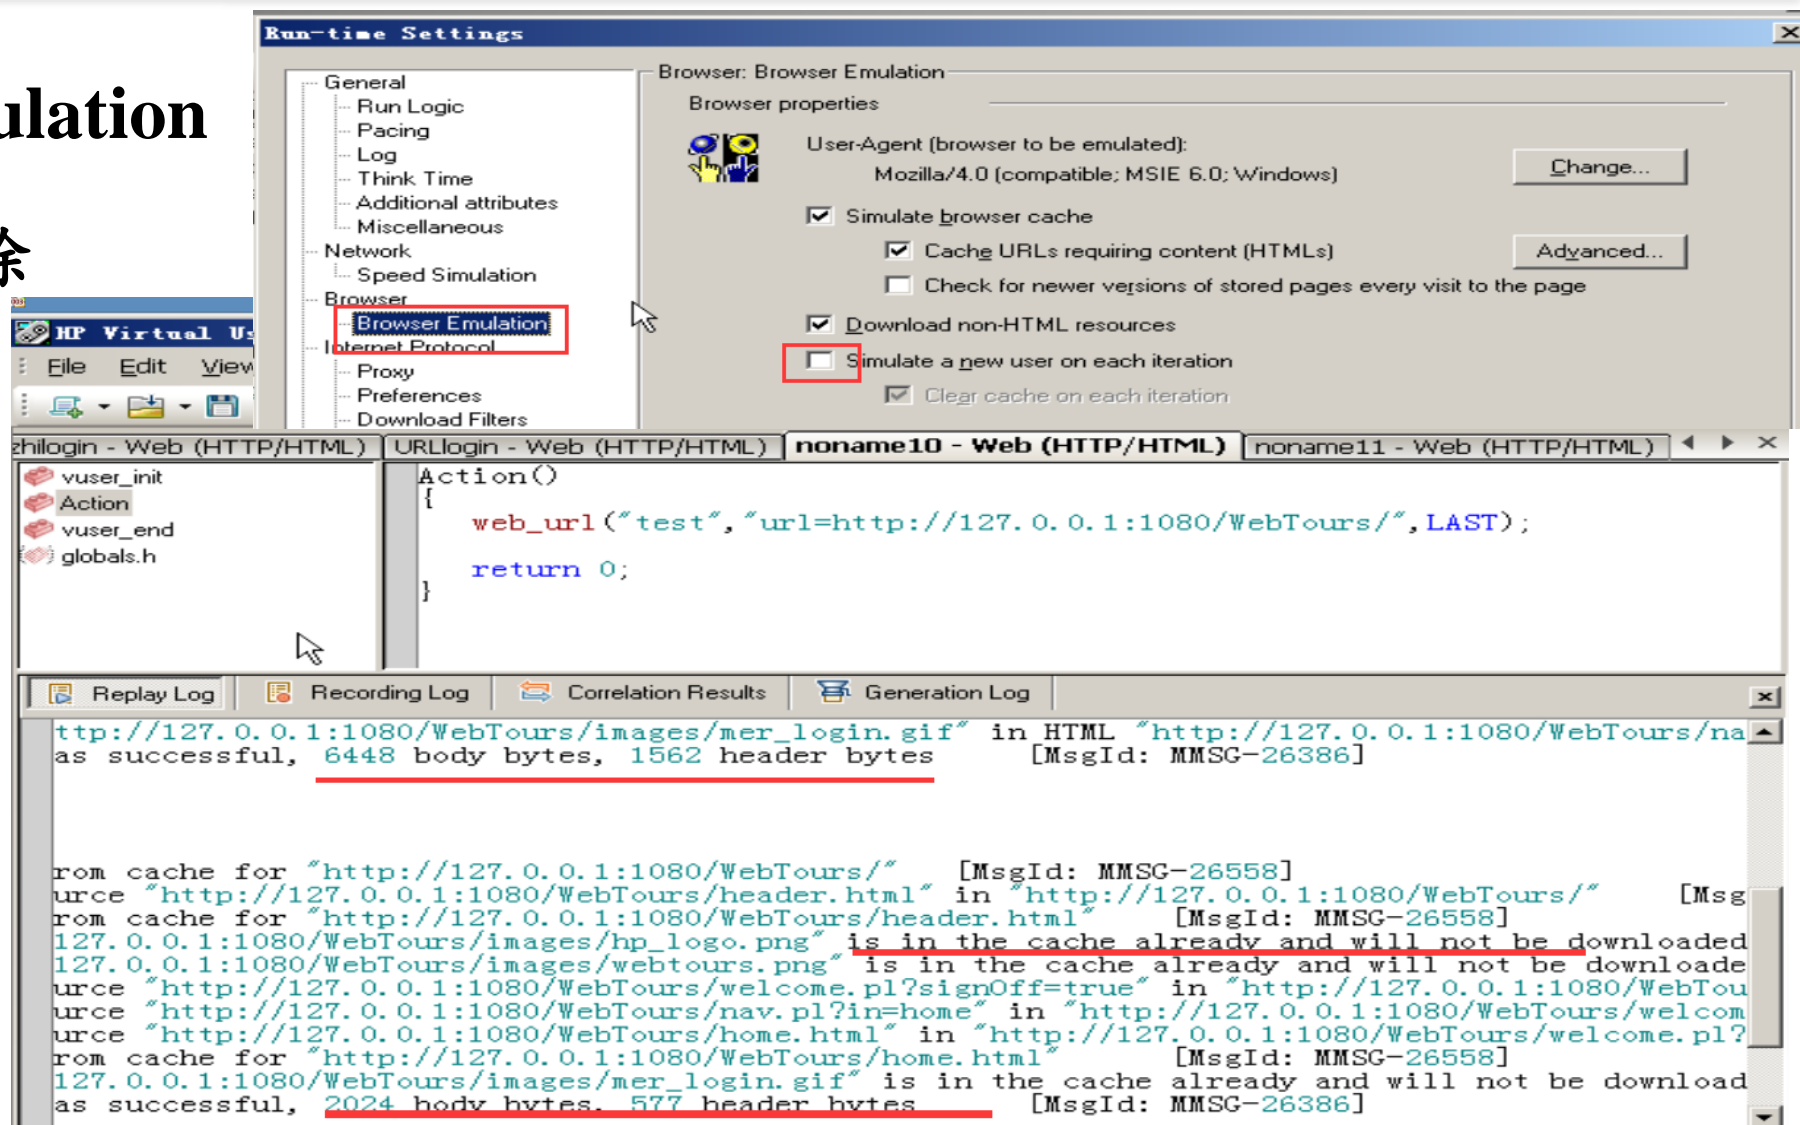 Run-time Settings
ulation
除
General
Run Logic
Pacing
Log
Think Time
Additional attributes
Miscellaneous
Network
Speed Simulation
Browser
Browser Emulation
Internet Protocol
Proxy
Preferences
Download Filters
Browser: Browser Emulation
Browser properties
User-Agent (browser to be emulated):
Mozilla/4.0 (compatible; MSIE 6.0; Windows)
Change...
Simulate browser cache
Cache URLs requiring content (HTMLs)
Advanced...
Check for newer versions of stored pages every visit to the page
Download non-HTML resources
Simulate a new user on each iteration
Clear cache on each iteration
HP Virtual Us
File Edit View
zhilogin - Web (HTTP/HTML) URLlogin - Web (HTTP/HTML) noname10 - Web (HTTP/HTML) noname11 - Web (HTTP/HTML)
vuser_init
Action
vuser_end
globals.h
Action()
{
web_url("test","url=http://127.0.0.1:1080/WebTours/",LAST);
return 0;
}
Replay Log Recording Log Correlation Results Generation Log
ttp://127.0.0.1:1080/WebTours/images/mer_login.gif" in HTML "http://127.0.0.1:1080/WebTours/na
as successful, 6448 body bytes, 1562 header bytes [MsgId: MMSG-26386]
rom cache for "http://127.0.0.1:1080/WebTours/" [MsgId: MMSG-26558]
urce "http://127.0.0.1:1080/WebTours/header.html" in "http://127.0.0.1:1080/WebTours/" [Msg
rom cache for "http://127.0.0.1:1080/WebTours/header.html" [MsgId: MMSG-26558]
127.0.0.1:1080/WebTours/images/hp_logo.png" is in the cache already and will not be downloaded
127.0.0.1:1080/WebTours/images/webtours.png" is in the cache already and will not be downloade
urce "http://127.0.0.1:1080/WebTours/welcome.pl?signOff=true" in "http://127.0.0.1:1080/WebTou
urce "http://127.0.0.1:1080/WebTours/nav.pl?in=home" in "http://127.0.0.1:1080/WebTours/welcom
urce "http://127.0.0.1:1080/WebTours/home.html" in "http://127.0.0.1:1080/WebTours/welcome.pl?
rom cache for "http://127.0.0.1:1080/WebTours/home.html" [MsgId: MMSG-26558]
127.0.0.1:1080/WebTours/images/mer_login.gif" is in the cache already and will not be download
as successful, 2024 body bytes, 577 header bytes [MsgId: MMSG-26386]